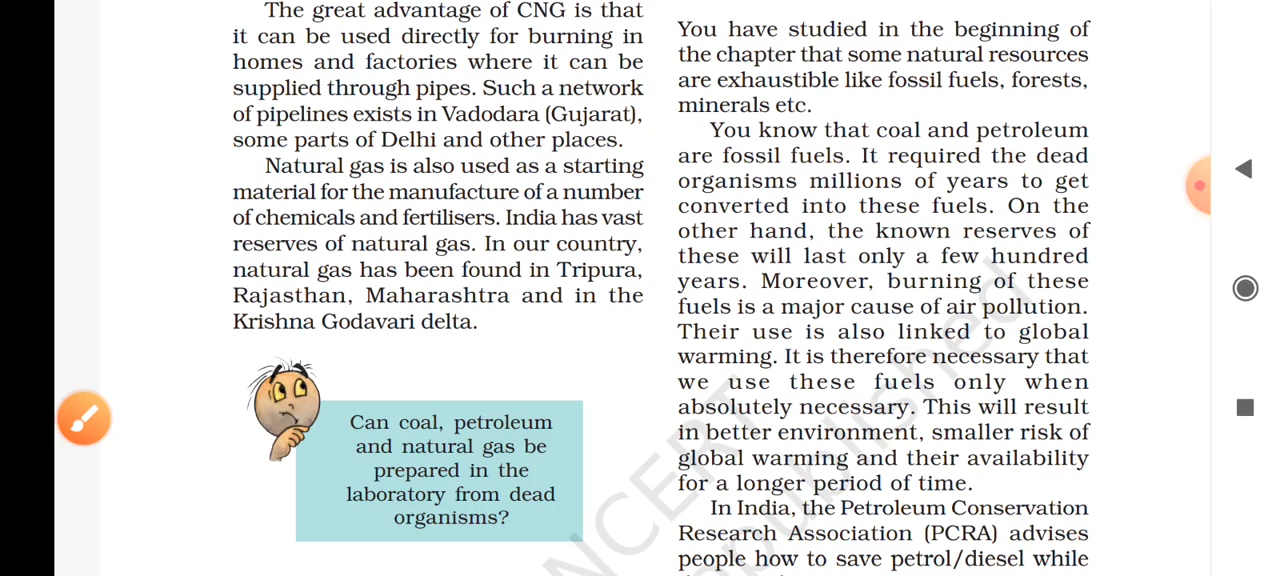 The great advantage of CNG is that
it can be used directly for burning in
homes and factories where it can be
supplied through pipes. Such a network
of pipelines exists in Vadodara (Gujarat),
some parts of Delhi and other places.
Natural gas is also used as a starting
material for the manufacture of a number
of chemicals and fertilisers. India has vast
reserves of natural gas. In our country,
natural gas has been found in Tripura,
Rajasthan, Maharashtra and in the
Krishna Godavari delta.
Can coal, petroleum
and natural gas be
prepared in the
laboratory from dead
organisms?
You have studied in the beginning of
the chapter that some natural resources
are exhaustible like fossil fuels, forests,
minerals etc.
You know that coal and petroleum
are fossil fuels. It required the dead
organisms millions of years to get
converted into these fuels. On the
other hand, the known reserves of
these will last only a few hundred
years. Moreover, burning of these
fuels is a major cause of air pollution.
Their use is also linked to global
warming. It is therefore necessary that
we use these fuels only when
absolutely necessary. This will result
in better environment, smaller risk of
global warming and their availability
for a longer period of time.
In India, the Petroleum Conservation
Research Association (PCRA) advises
people how to save petrol/diesel while